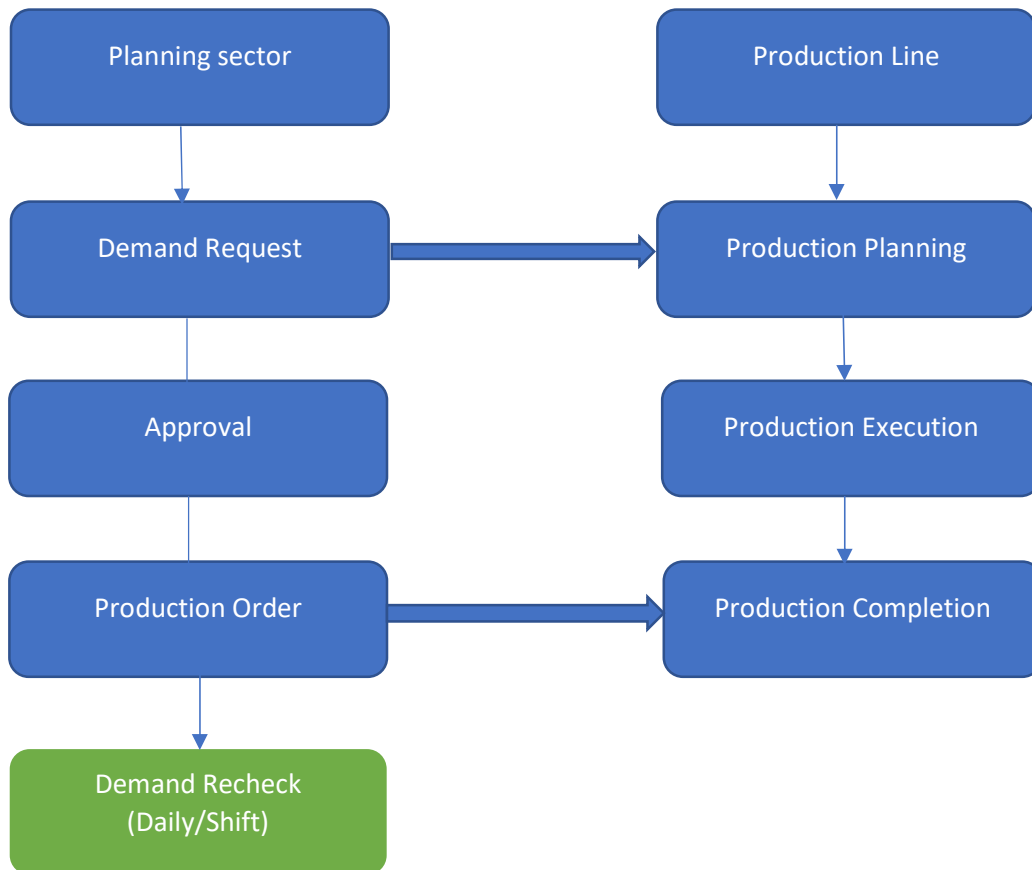 Planning sector
Production Line
Demand Request
Production Planning
Approval
Production Execution
Production Order
Production Completion
Demand Recheck
(Daily/Shift)